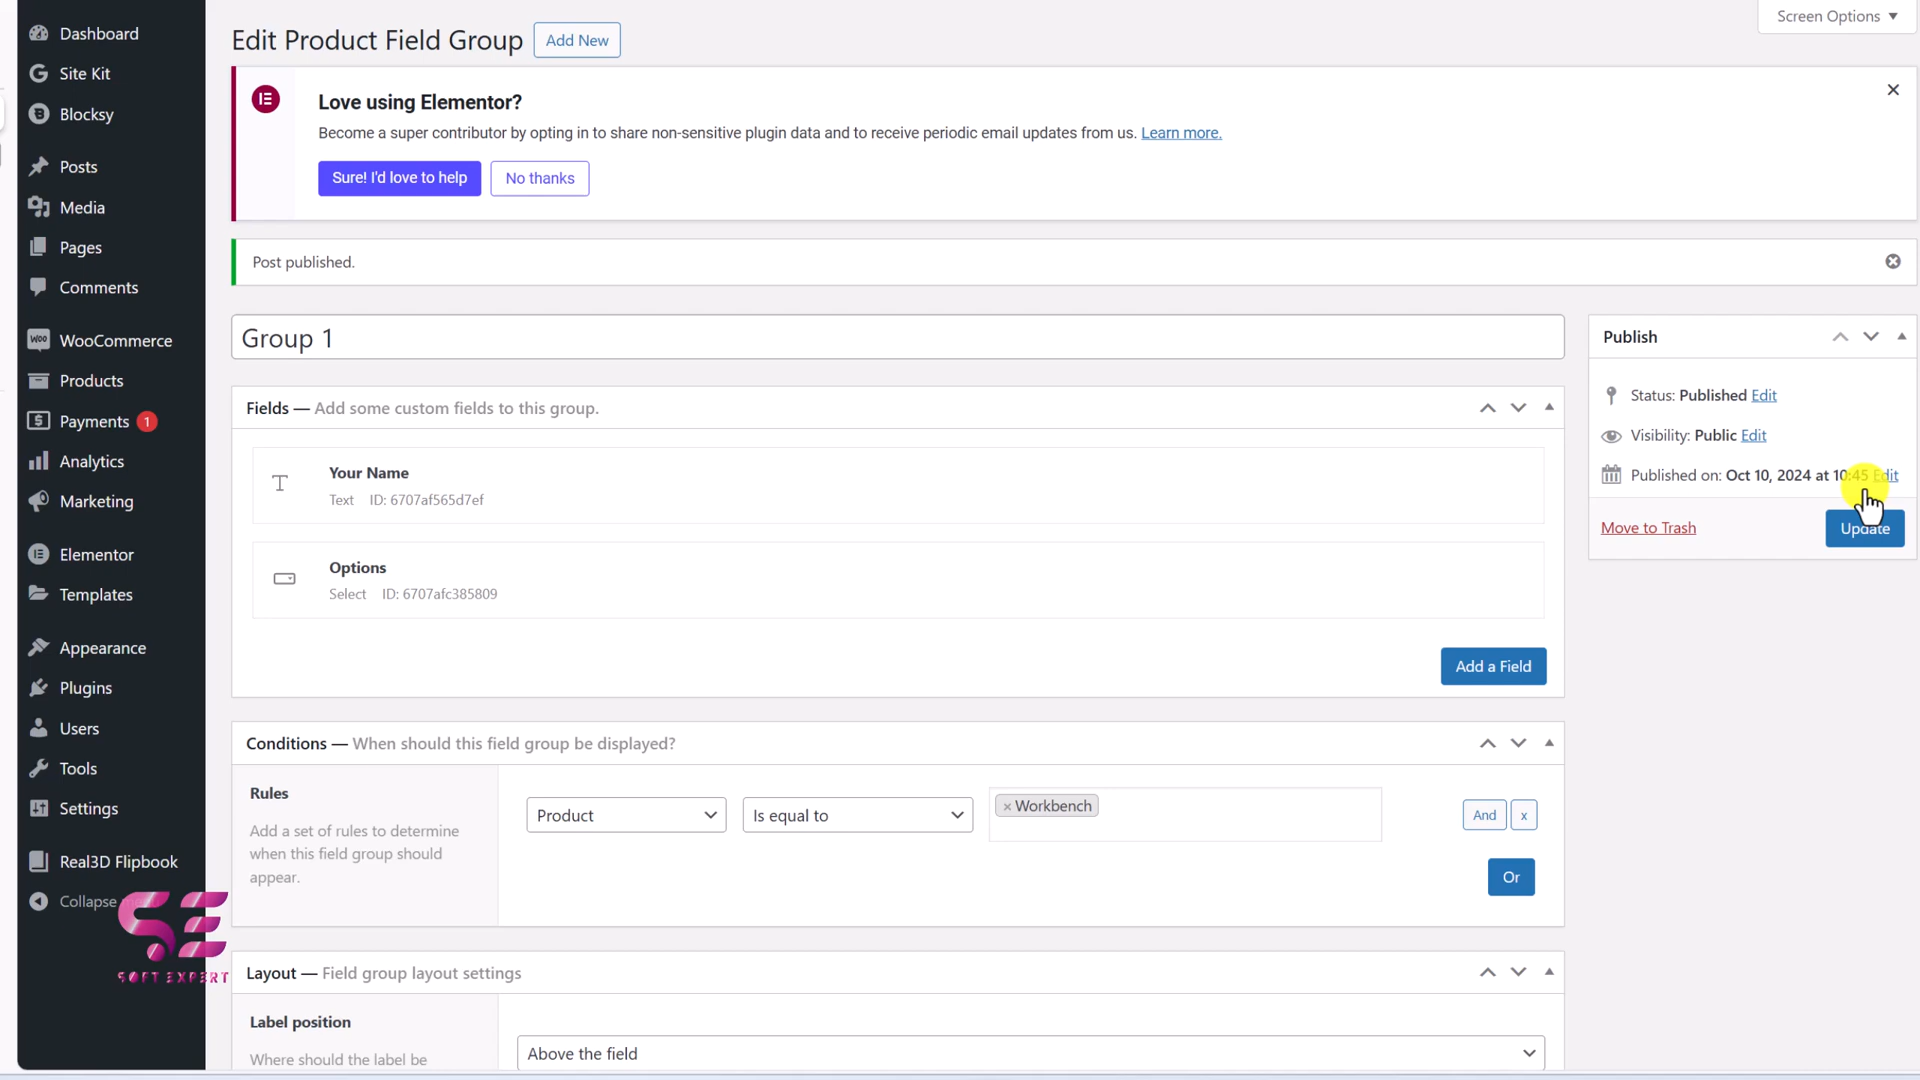 Dashboard
Site Kit
Blocksy
Posts
Media
Pages
Comments
WooCommerce
Products
Payments 1
Analytics
Marketing
Elementor
Templates
Appearance
Plugins
Users
Tools
Settings
Real3D Flipbook
Collapse
SOFT EXPERT
Screen Options
Edit Product Field Group
Add New
Love using Elementor?
Become a super contributor by opting in to share non-sensitive plugin data and to receive periodic email updates from us. Learn more.
Sure! I'd love to help
No thanks
Post published.
Group 1
Fields — Add some custom fields to this group.
Your Name
Text ID: 6707af565d7ef
Options
Select ID: 6707afc385809
Add a Field
Conditions — When should this field group be displayed?
Rules
Add a set of rules to determine
when this field group should
appear.
Product
Is equal to
× Workbench
And
x
Or
Layout — Field group layout settings
Label position
Where should the label be
Above the field
Publish
Status: Published Edit
Visibility: Public Edit
Published on: Oct 10, 2024 at 10:45 Edit
Move to Trash
Update